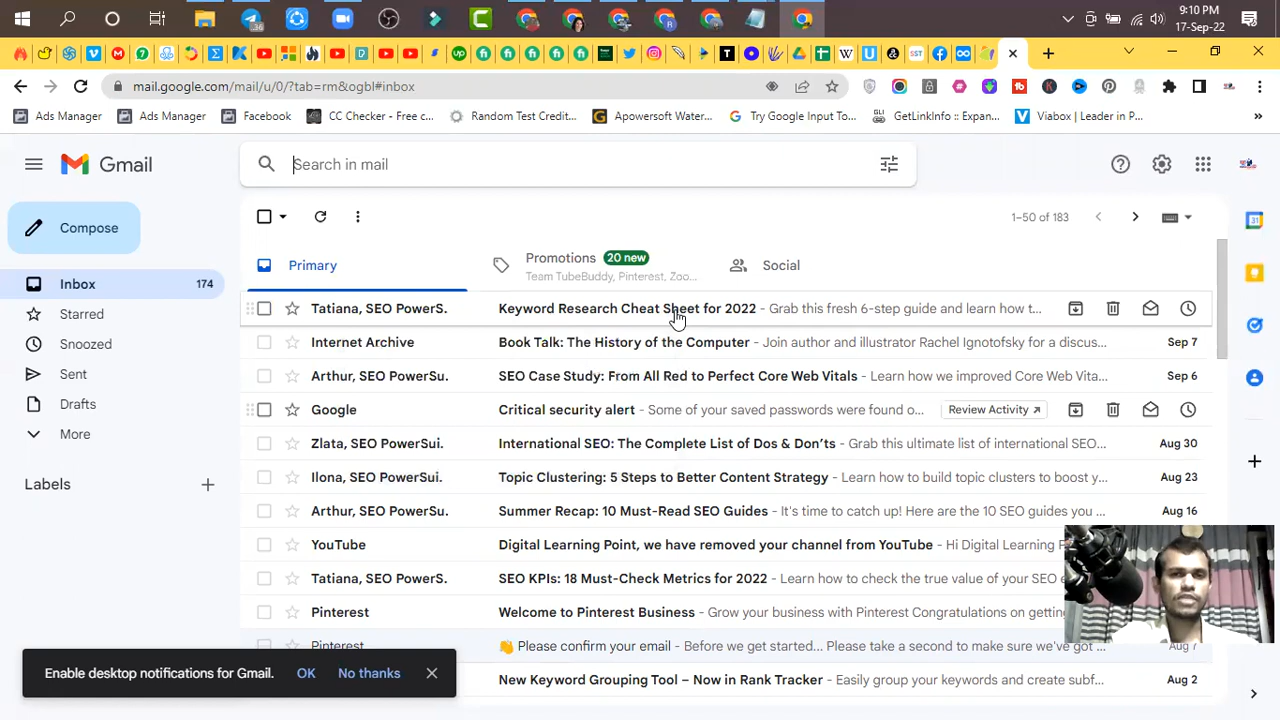 36
9:10 PM
17-Sep-22
mail.google.com/mail/u/0/?tab=rm&ogbl#inbox
Ads Manager
Ads Manager
Facebook
CC Checker - Free c...
Random Test Credit...
Apowersoft Water...
Try Google Input To...
GetLinkInfo :: Expan...
Viabox | Leader in P...
Gmail
Search in mail
Compose
1–50 of 183
Primary
Promotions 20 new
Team TubeBuddy, Pinterest, Zoo...
Social
Inbox 174
Starred
Snoozed
Sent
Drafts
More
Labels
Tatiana, SEO PowerS. Keyword Research Cheat Sheet for 2022 - Grab this fresh 6-step guide and learn how t...
Internet Archive Book Talk: The History of the Computer - Join author and illustrator Rachel Ignotofsky for a discus... Sep 7
Arthur, SEO PowerSu. SEO Case Study: From All Red to Perfect Core Web Vitals - Learn how we improved Core Web Vita... Sep 6
Google Critical security alert - Some of your saved passwords were found o... Review Activity
Zlata, SEO PowerSui. International SEO: The Complete List of Dos & Don'ts - Grab this ultimate list of international SEO... Aug 30
Ilona, SEO PowerSui. Topic Clustering: 5 Steps to Better Content Strategy - Learn how to build topic clusters to boost y... Aug 23
Arthur, SEO PowerSu. Summer Recap: 10 Must-Read SEO Guides - It's time to catch up! Here are the 10 SEO guides you ... Aug 16
YouTube Digital Learning Point, we have removed your channel from YouTube - Hi Digital Learning F
Tatiana, SEO PowerS. SEO KPIs: 18 Must-Check Metrics for 2022 - Learn how to check the true value of your SEO e
Pinterest Welcome to Pinterest Business - Grow your business with Pinterest Congratulations on getting
Pinterest 👋 Please confirm your email - Before we get started... Please take a second to make sure we've got ... Aug 7
New Keyword Grouping Tool – Now in Rank Tracker - Easily group your keywords and create subf... Aug 2
Enable desktop notifications for Gmail. OK No thanks